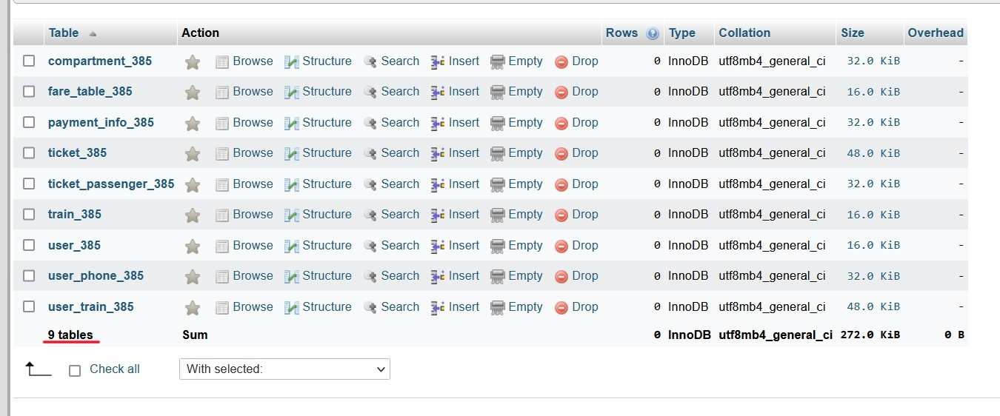 Table Action Rows Type Collation Size Overhead
compartment_385 Browse Structure Search Insert Empty Drop 0 InnoDB utf8mb4_general_ci 32.0 KiB -
fare_table_385 Browse Structure Search Insert Empty Drop 0 InnoDB utf8mb4_general_ci 16.0 KiB -
payment_info_385 Browse Structure Search Insert Empty Drop 0 InnoDB utf8mb4_general_ci 32.0 KiB -
ticket_385 Browse Structure Search Insert Empty Drop 0 InnoDB utf8mb4_general_ci 48.0 KiB -
ticket_passenger_385 Browse Structure Search Insert Empty Drop 0 InnoDB utf8mb4_general_ci 32.0 KiB -
train_385 Browse Structure Search Insert Empty Drop 0 InnoDB utf8mb4_general_ci 16.0 KiB -
user_385 Browse Structure Search Insert Empty Drop 0 InnoDB utf8mb4_general_ci 16.0 KiB -
user_phone_385 Browse Structure Search Insert Empty Drop 0 InnoDB utf8mb4_general_ci 32.0 KiB -
user_train_385 Browse Structure Search Insert Empty Drop 0 InnoDB utf8mb4_general_ci 48.0 KiB -
9 tables Sum 0 InnoDB utf8mb4_general_ci 272.0 KiB 0 B
Check all With selected: